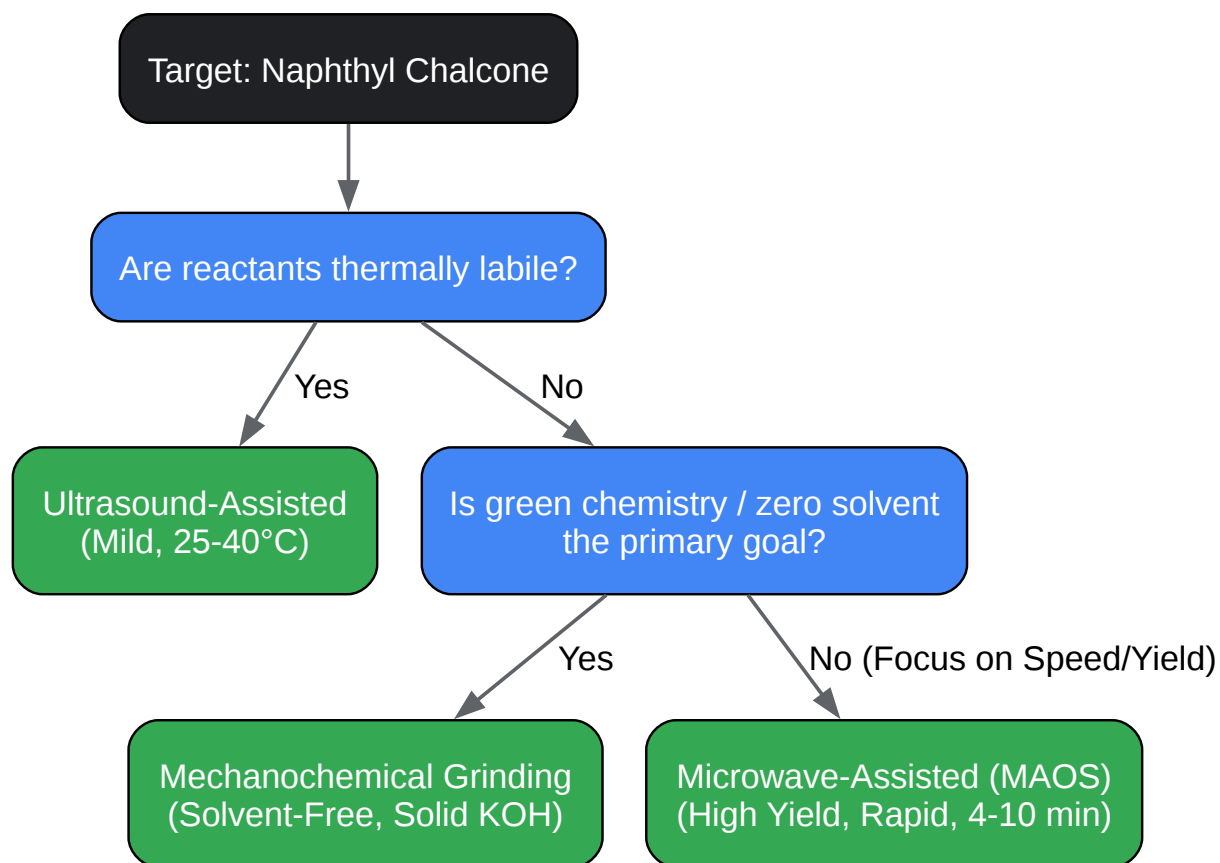 Target: Naphthyl Chalcone
Are reactants thermally labile?
Yes
No
Ultrasound-Assisted
(Mild, 25-40°C)
Is green chemistry / zero solvent
the primary goal?
Yes
No (Focus on Speed/Yield)
Mechanochemical Grinding
(Solvent-Free, Solid KOH)
Microwave-Assisted (MAOS)
(High Yield, Rapid, 4-10 min)